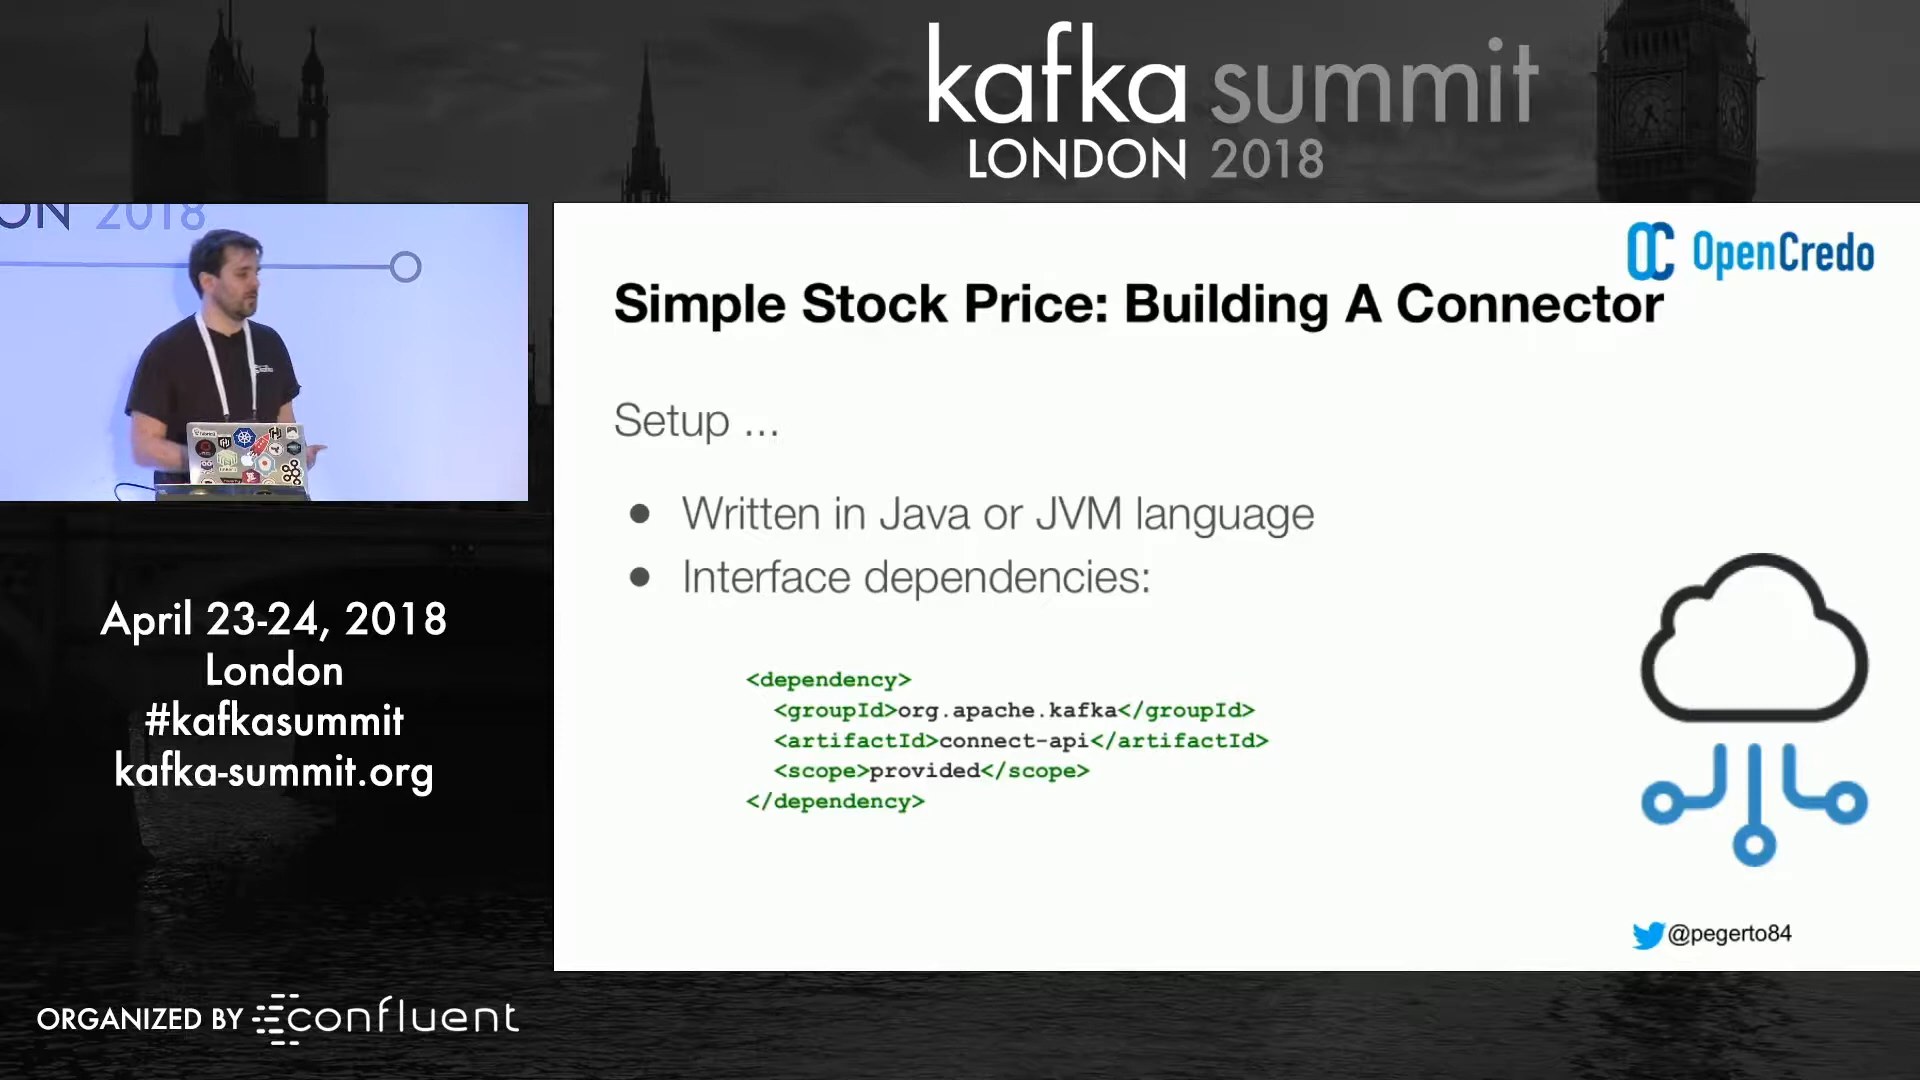 kafka summit
LONDON 2018
ON 2018
OpenCredo
Simple Stock Price: Building A Connector
Setup ...
● Written in Java or JVM language
● Interface dependencies:
<dependency>
<groupId>org.apache.kafka</groupId>
<artifactId>connect-api</artifactId>
<scope>provided</scope>
</dependency>
@pegerto84
April 23-24, 2018
London
#kafkasummit
kafka-summit.org
ORGANIZED BY confluent